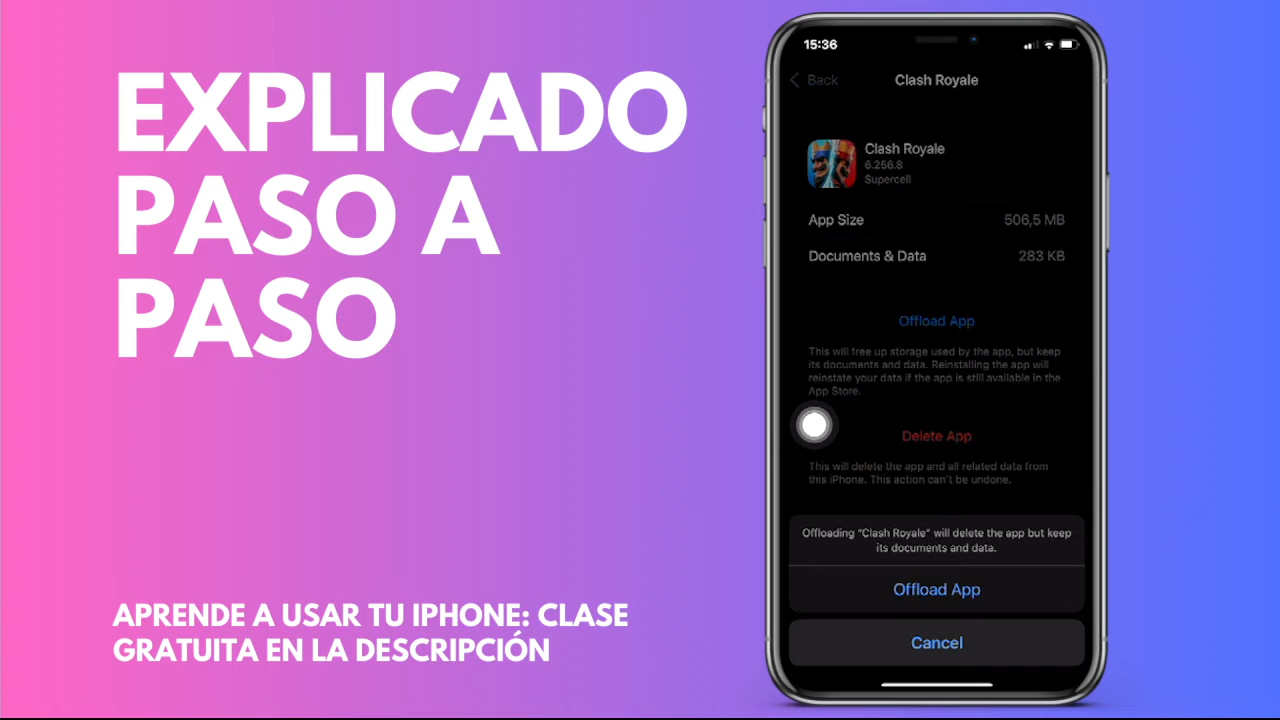 EXPLICADO
PASO A
PASO
APRENDE A USAR TU IPHONE: CLASE
GRATUITA EN LA DESCRIPCIÓN
15:36
Back
Clash Royale
Clash Royale
6.256.8
Supercell
App Size 506,5 MB
Documents & Data 283 KB
Offload App
This will free up storage used by the app, but keep
its documents and data. Reinstalling the app will
reinstate your data if the app is still available in the
App Store.
Delete App
This will delete the app and all related data from
this iPhone. This action can't be undone.
Offloading "Clash Royale" will delete the app but keep
its documents and data.
Offload App
Cancel